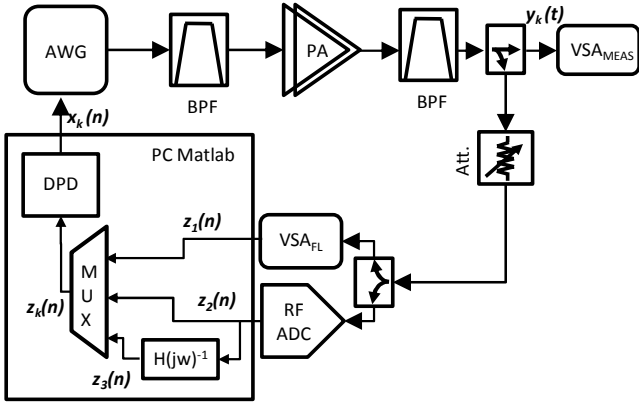 y_k(t)
AWG
PA
VSA_MEAS
BPF
BPF
x_k(n)
PC Matlab
Att.
DPD
z_1(n)
VSA_FL
M
U
X
z_k(n)
z_2(n)
RF
ADC
H(jw)^-1
z_3(n)